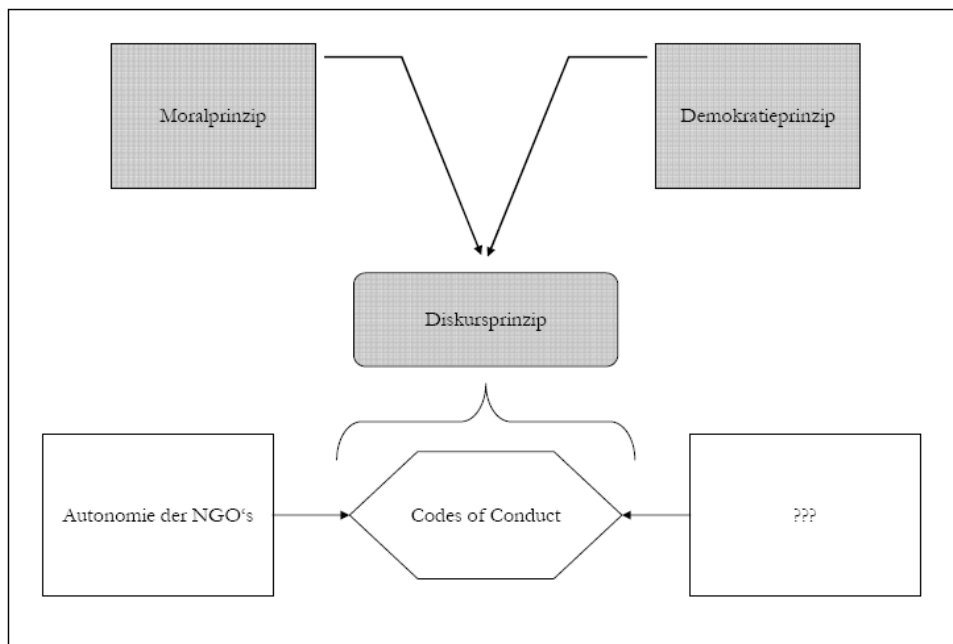 Moralprinzip
Demokratieprinzip
Diskursprinzip
Autonomie der NGO‘s
Codes of Conduct
???